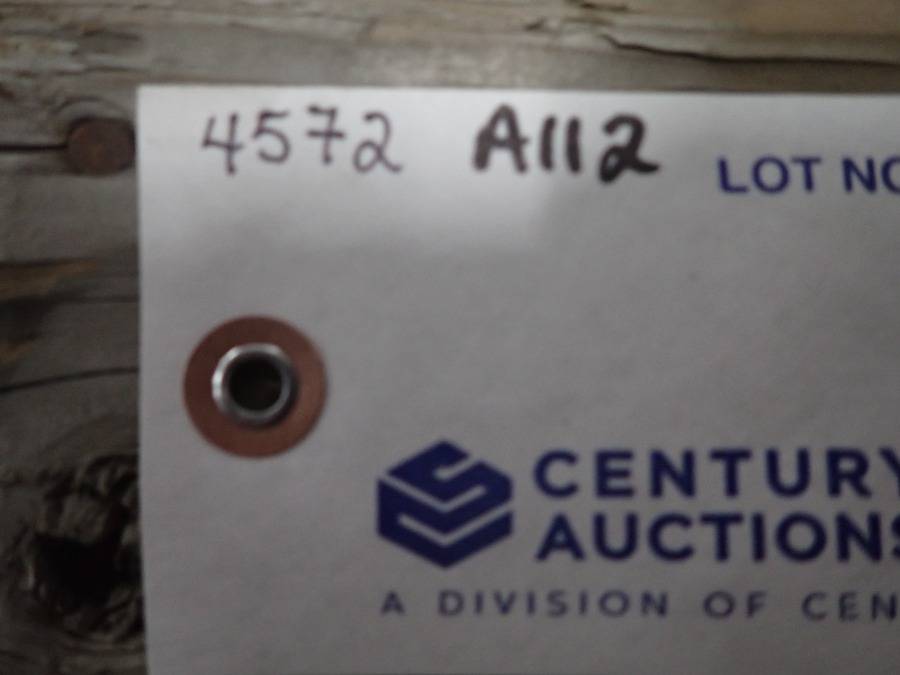 4572 A112 LOT NO
CENTURY
AUCTIONS
A DIVISION OF CEN